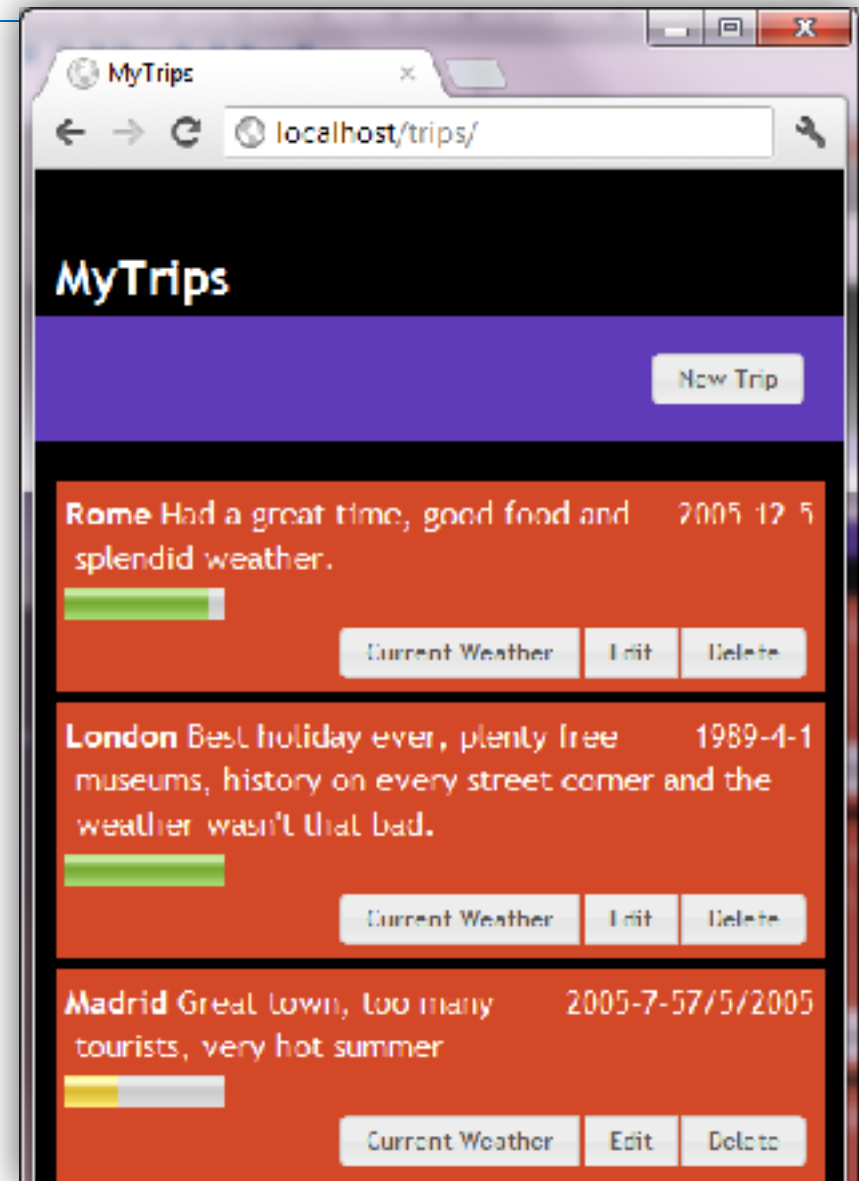 MyTrips
localhost/trips/
MyTrips
New Trip
Rome Had a great time, good food and 2005-12-5
splendid weather.
Current Weather Edit Delete
London Best holiday ever, plenty free 1989-4-1
museums, history on every street corner and the
weather wasn't that bad.
Current Weather Edit Delete
Madrid Great town, too many 2005-7-57/5/2005
tourists, very hot summer
Current Weather Edit Delete